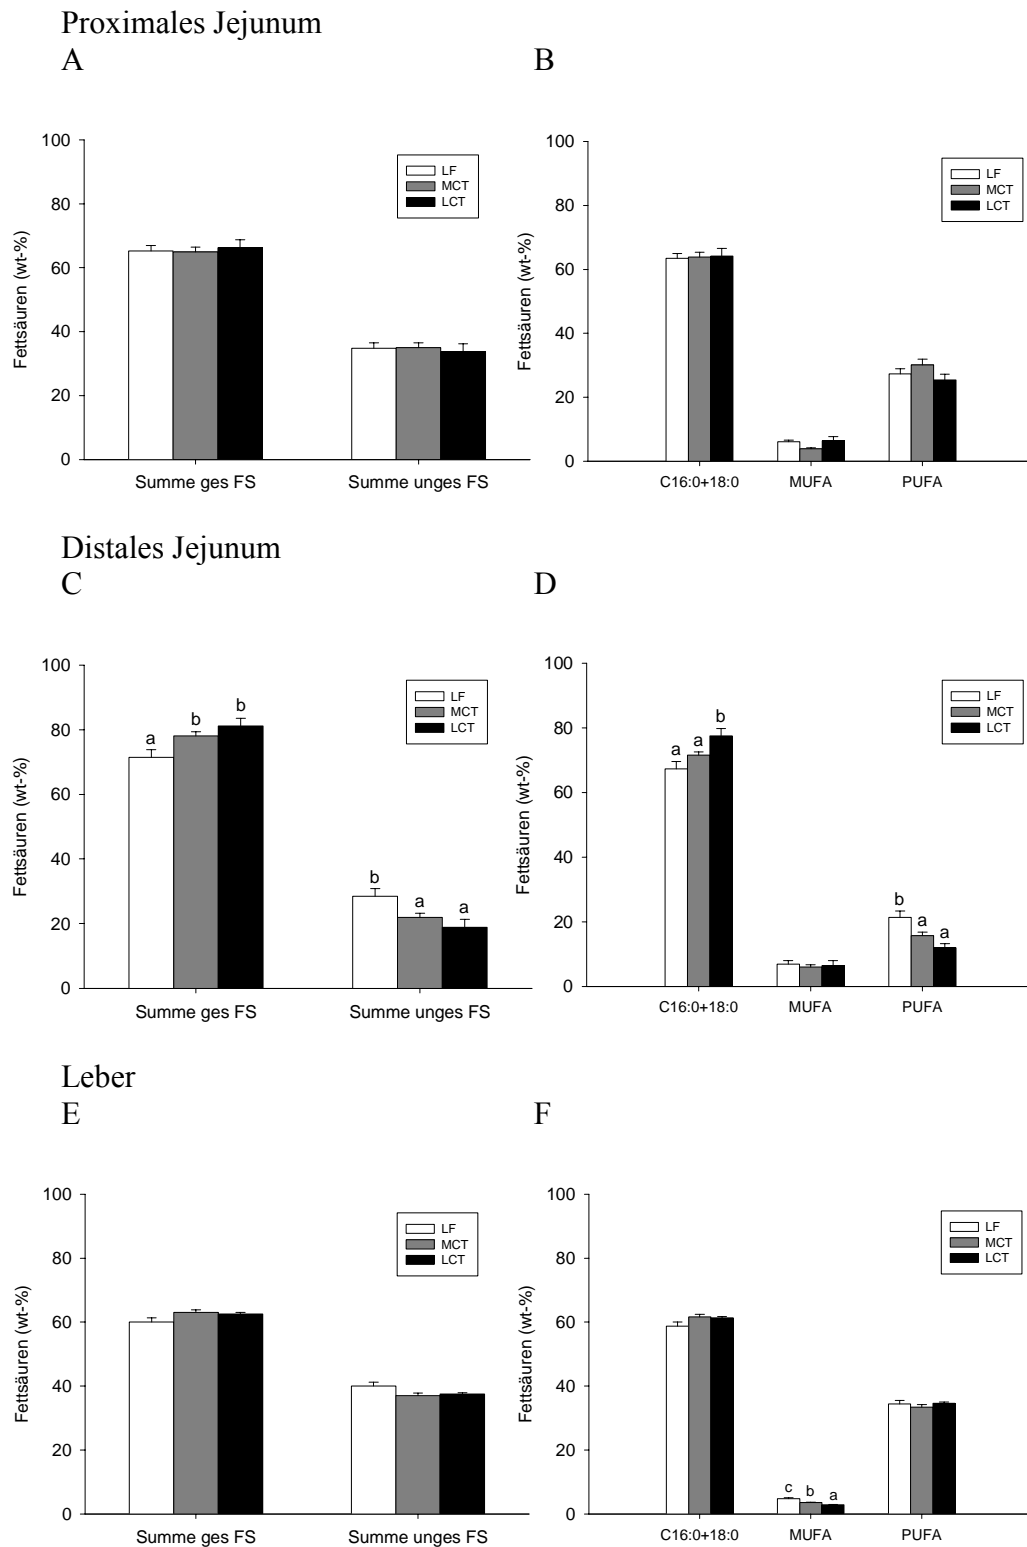 Proximales Jejunum
A B
100
80
60
40
20
0
Fettsäuren (wt-%)
LF
MCT
LCT
Summe ges FS Summe unges FS
100
80
60
40
20
0
Fettsäuren (wt-%)
LF
MCT
LCT
C16:0+18:0 MUFA PUFA
Distales Jejunum
C D
100
80
60
40
20
0
Fettsäuren (wt-%)
LF
MCT
LCT
a b b
b a a
Summe ges FS Summe unges FS
100
80
60
40
20
0
Fettsäuren (wt-%)
LF
MCT
LCT
a a b
b a a
C16:0+18:0 MUFA PUFA
Leber
E F
100
80
60
40
20
0
Fettsäuren (wt-%)
LF
MCT
LCT
Summe ges FS Summe unges FS
100
80
60
40
20
0
Fettsäuren (wt-%)
LF
MCT
LCT
c b a
C16:0+18:0 MUFA PUFA